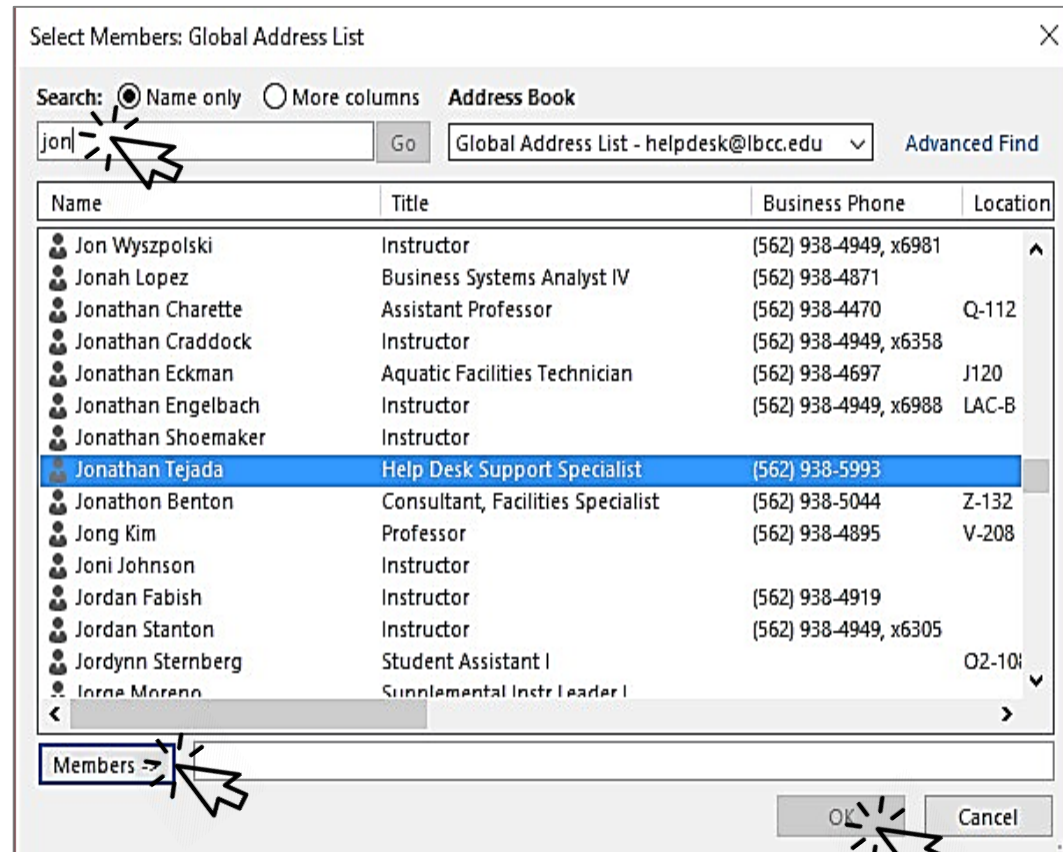 Select Members: Global Address List
Search: Name only More columns Address Book
jon Go Global Address List - helpdesk@lbcc.edu Advanced Find
Name Title Business Phone Location
Jon Wyszpolski Instructor (562) 938-4949, x6981
Jonah Lopez Business Systems Analyst IV (562) 938-4871
Jonathan Charette Assistant Professor (562) 938-4470 Q-112
Jonathan Craddock Instructor (562) 938-4949, x6358
Jonathan Eckman Aquatic Facilities Technician (562) 938-4697 J120
Jonathan Engelbach Instructor (562) 938-4949, x6988 LAC-B
Jonathan Shoemaker Instructor
Jonathan Tejada Help Desk Support Specialist (562) 938-5993
Jonathon Benton Consultant, Facilities Specialist (562) 938-5044 Z-132
Jong Kim Professor (562) 938-4895 V-208
Joni Johnson Instructor
Jordan Fabish Instructor (562) 938-4919
Jordan Stanton Instructor (562) 938-4949, x6305
Jordynn Sternberg Student Assistant I
Jorge Moreno Supplemental Instr Leader I
Members ->
OK Cancel